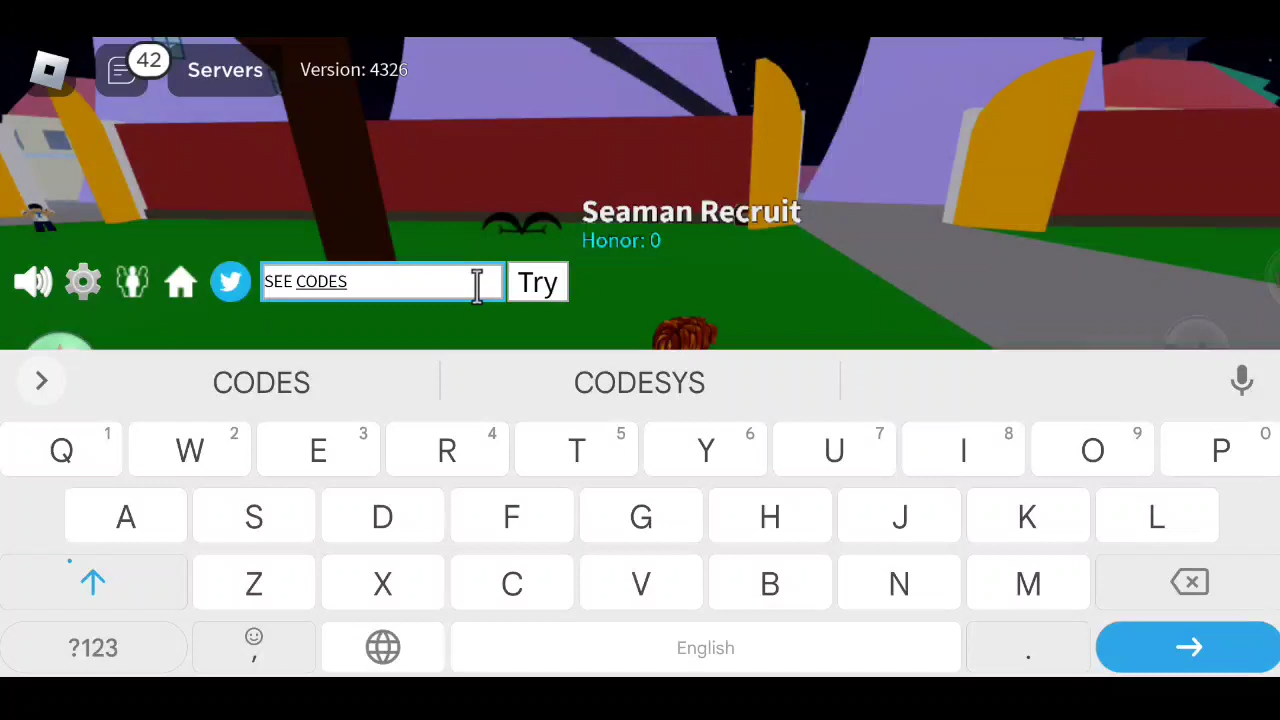 42
Servers
Version: 4326
Seaman Recruit
Honor: 0
SEE CODES
Try
CODES
CODESYS
Q 1 W 2 E 3 R 4 T 5 Y 6 U 7 I 8 O 9 P 0
A S D F G H J K L
Z X C V B N M
?123 , English .